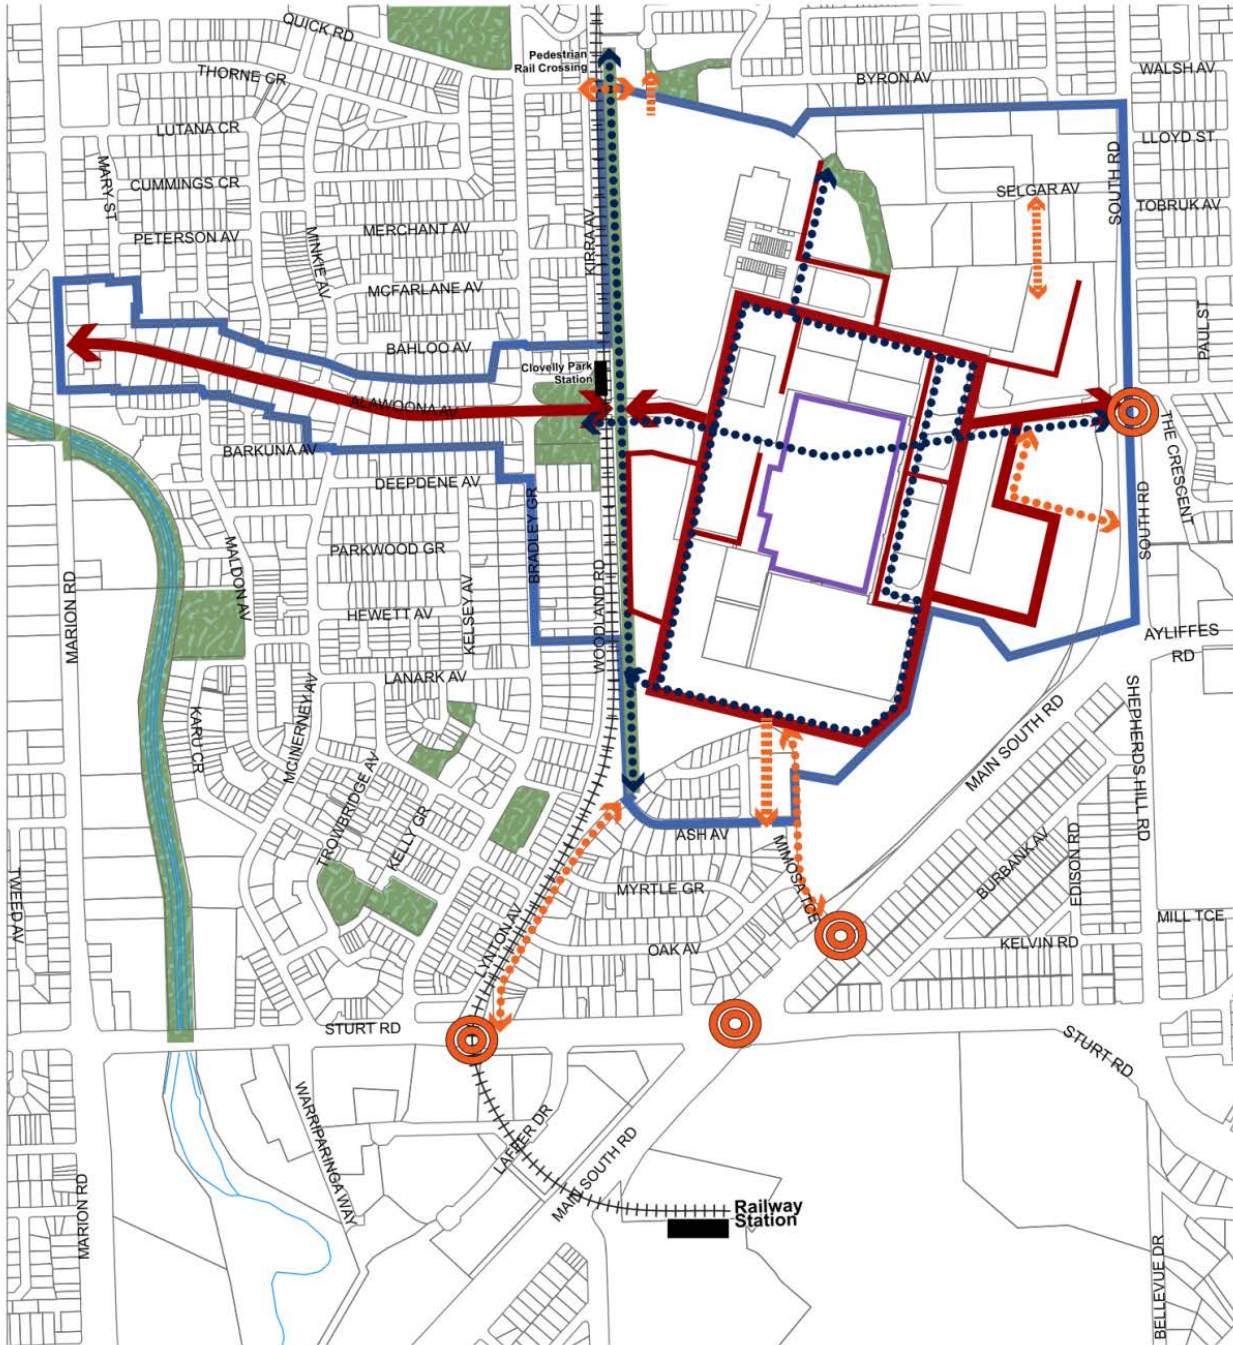 QUICK RD
Pedestrian
Rail Crossing
THORNE CR
BYRON AV
WALSH AV
LUTANA CR
LLOYD ST
MARY ST
CUMMINGS CR
SOUTH RD
SELGAR AV
TOBRUK AV
PETERSON AV
MINKIE AV
MERCHANT AV
KIRRA AV
MCFARLANE AV
PAUL ST
BAHLOO AV
Clovelly Park
Station
ALAWOONA AV
THE CRESCENT
BARKUNA AV
DEEPDENE AV
BRADLEY GR
SOUTH RD
PARKWOOD GR
MALDON AV
MARION RD
HEWETT AV
KELSEY AV
WOODLAND RD
AYLIFFES
RD
LANARK AV
KARU CR
MCINERNEY AV
MAIN SOUTH RD
SHEPHERDS HILL RD
TROWBRIDGE AV
KELLY GR
ASH AV
MIMOSA TCE
BURBANK AV
EDISON RD
TWEED AV
MYRTLE GR
MILL TCE
LYNTON AV
OAK AV
KELVIN RD
STURT RD
STURT RD
WARRIPARINGA WAY
LAFFER DR
MAIN SOUTH RD
MARION RD
Railway
Station
BELLEVUE DR